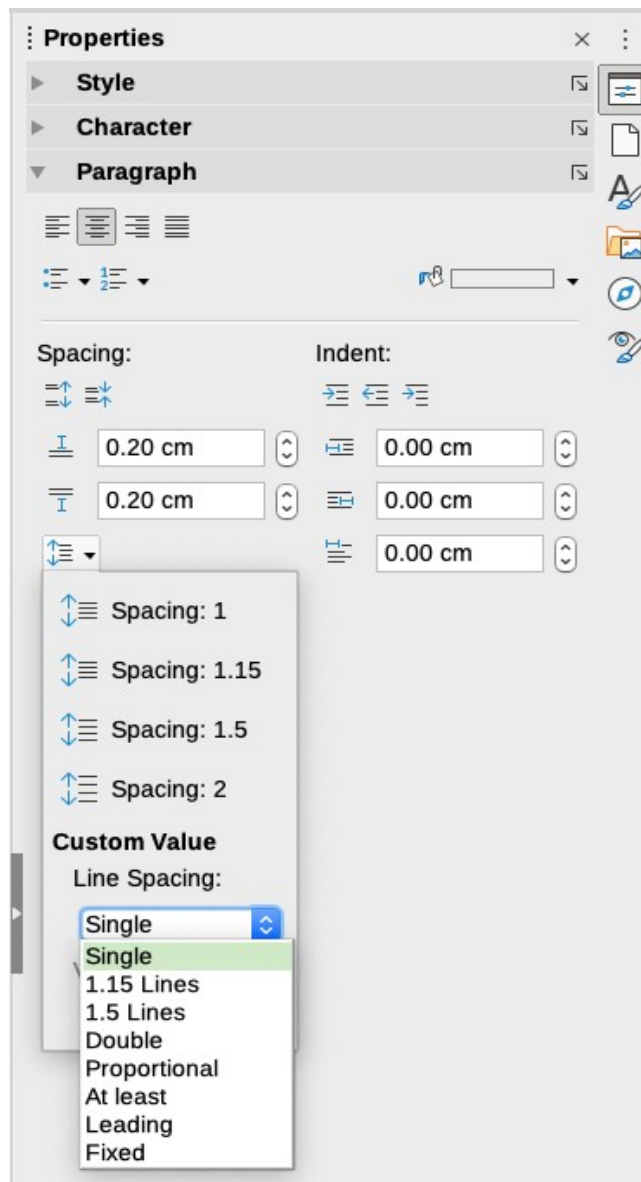 Properties
Style
Character
Paragraph
Spacing:
Indent:
0.20 cm
0.00 cm
0.20 cm
0.00 cm
0.00 cm
Spacing: 1
Spacing: 1.15
Spacing: 1.5
Spacing: 2
Custom Value
Line Spacing:
Single
Single
1.15 Lines
1.5 Lines
Double
Proportional
At least
Leading
Fixed